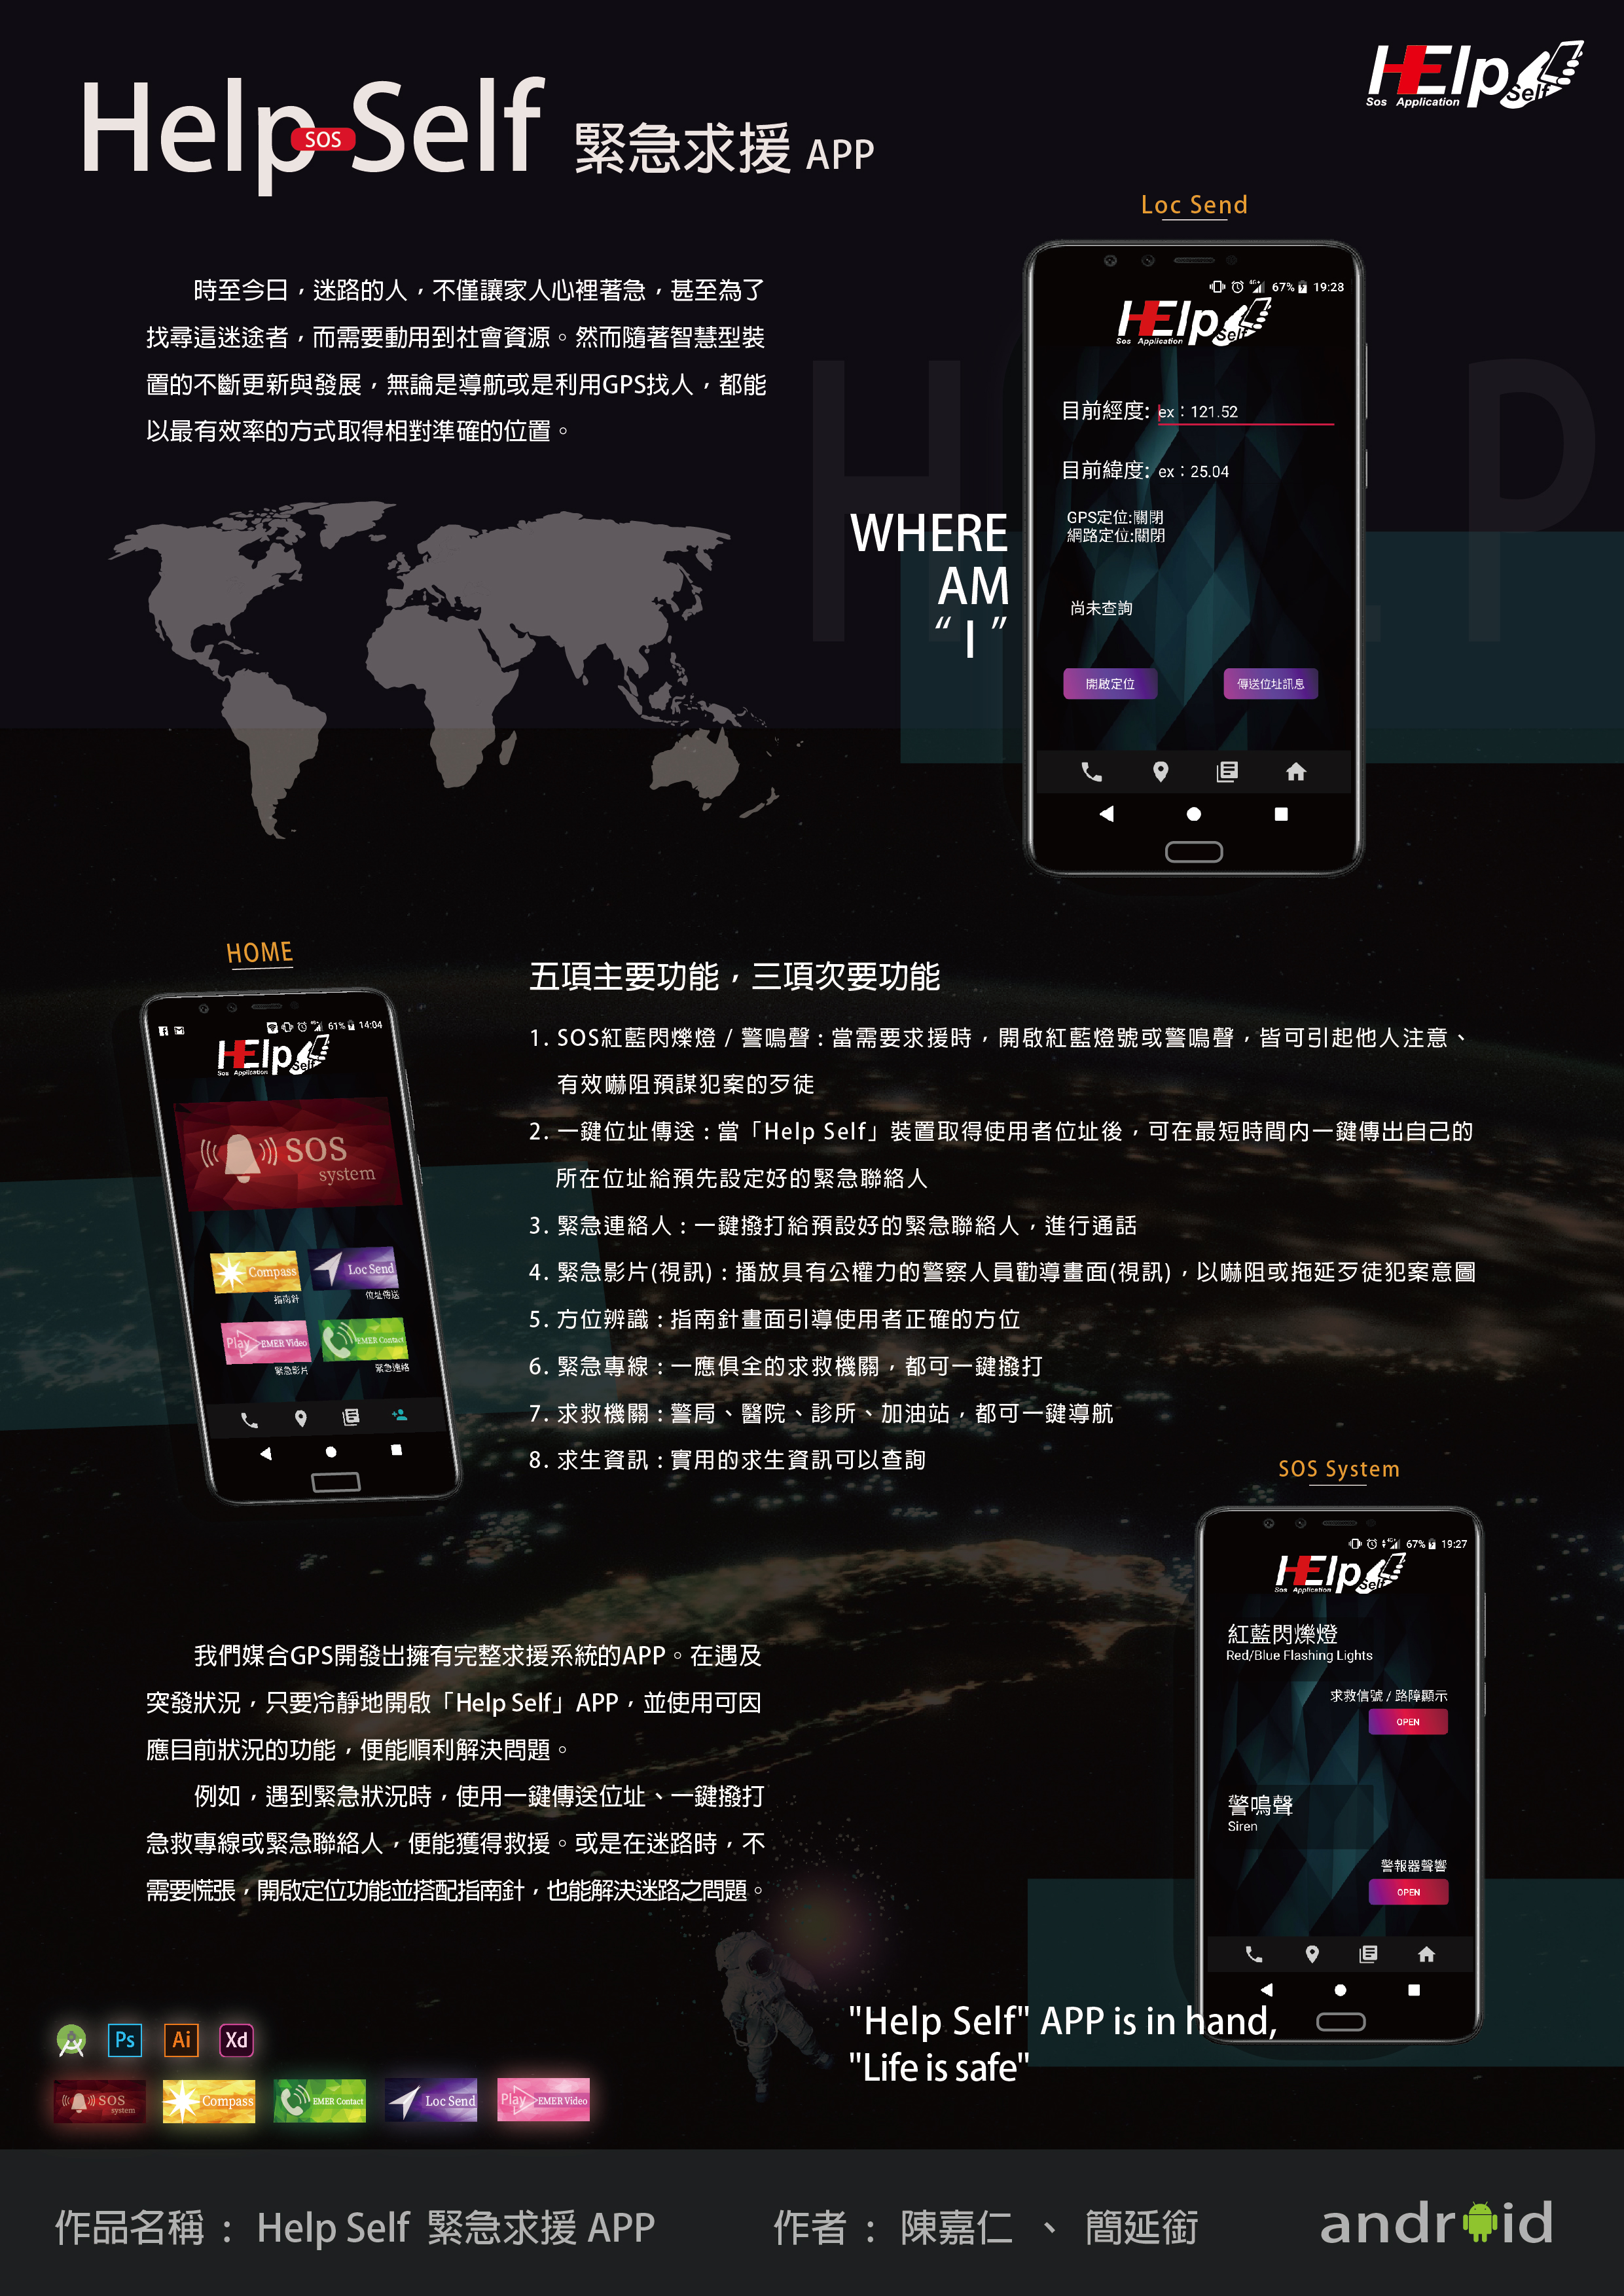 Help SOS Self 緊急求援 APP
HElp Self
Sos Application
Loc Send
時至今日，迷路的人，不僅讓家人心裡著急，甚至為了
找尋這迷途者，而需要動用到社會資源。然而隨著智慧型裝
置的不斷更新與發展，無論是導航或是利用GPS找人，都能
以最有效率的方式取得相對準確的位置。
HELP
WHERE
AM
“ I ”
67% 19:28
HElp Self
Sos Application
目前經度: ex：121.52
目前緯度: ex：25.04
GPS定位:關閉
網路定位:關閉
尚未查詢
開啟定位
傳送位址訊息
HOME
61% 14:04
HElp Self
Sos Application
SOS
system
Compass
指南針
Loc Send
位址傳送
Play EMER Video
緊急影片
EMER Contact
緊急連絡
五項主要功能，三項次要功能
1. SOS紅藍閃爍燈 / 警鳴聲 : 當需要求援時，開啟紅藍燈號或警鳴聲，皆可引起他人注意、
有效嚇阻預謀犯案的歹徒
2. 一鍵位址傳送 : 當「Help Self」裝置取得使用者位址後，可在最短時間内一鍵傳出自己的
所在位址給預先設定好的緊急聯絡人
3. 緊急連絡人 : 一鍵撥打給預設好的緊急聯絡人，進行通話
4. 緊急影片(視訊) : 播放具有公權力的警察人員勸導畫面(視訊)，以嚇阻或拖延歹徒犯案意圖
5. 方位辨識 : 指南針畫面引導使用者正確的方位
6. 緊急專線 : 一應俱全的求救機關，都可一鍵撥打
7. 求救機關 : 警局、醫院、診所、加油站，都可一鍵導航
8. 求生資訊 : 實用的求生資訊可以查詢
SOS System
67% 19:27
HElp Self
Sos Application
紅藍閃爍燈
Red/Blue Flashing Lights
求救信號 / 路障顯示
OPEN
警鳴聲
Siren
警報器聲響
OPEN
我們媒合GPS開發出擁有完整求援系統的APP。在遇及
突發狀況，只要冷靜地開啟「Help Self」APP，並使用可因
應目前狀況的功能，便能順利解決問題。
例如，遇到緊急狀況時，使用一鍵傳送位址、一鍵撥打
急救專線或緊急聯絡人，便能獲得救援。或是在迷路時，不
需要慌張，開啟定位功能並搭配指南針，也能解決迷路之問題。
"Help Self" APP is in hand,
"Life is safe"
Ps Ai Xd
SOS system
Compass
EMER Contact
Loc Send
Play EMER Video
作品名稱： Help Self 緊急求援 APP
作者： 陳嘉仁 、 簡延銜
android